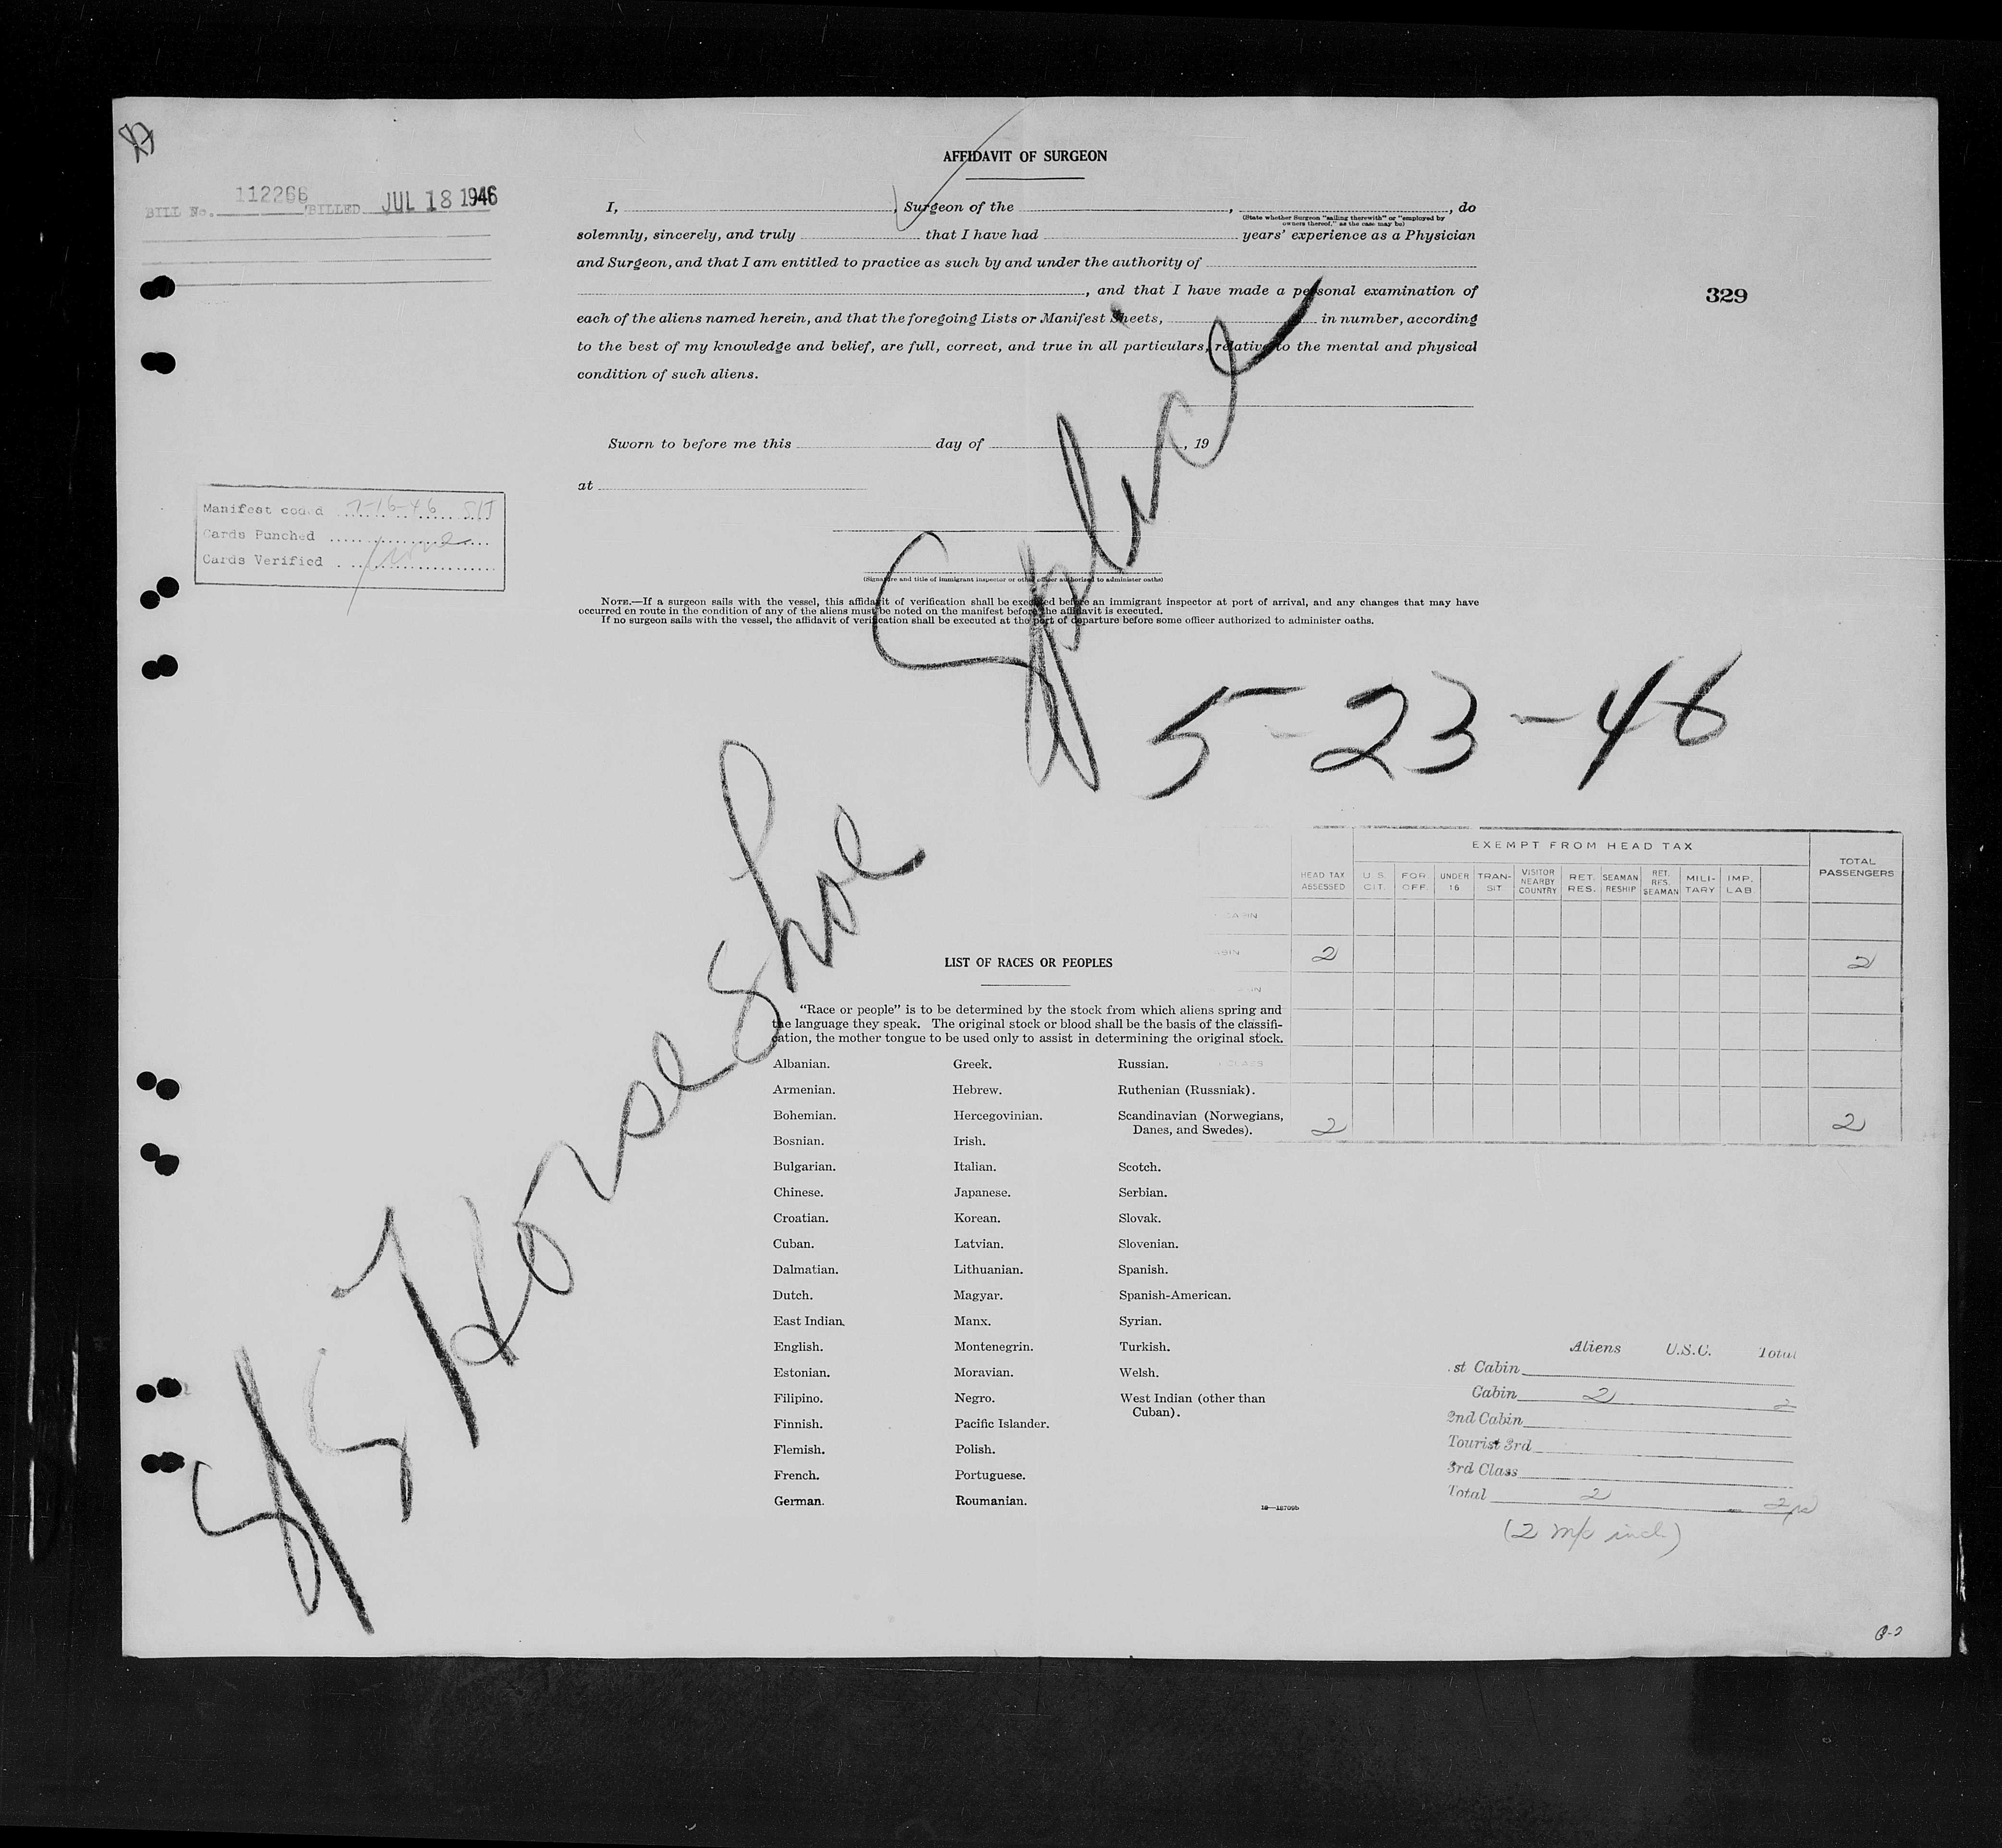 AFFIDAVIT OF SURGEON
BILL No. 112266 BILLED JUL 18 1946
I, , Surgeon of the , , do
(State whether Surgeon "sailing therewith" or "employed by
owners thereof," as the case may be)
solemnly, sincerely, and truly that I have had years' experience as a Physician
and Surgeon, and that I am entitled to practice as such by and under the authority of
, and that I have made a personal examination of
329
each of the aliens named herein, and that the foregoing Lists or Manifest Sheets, in number, according
to the best of my knowledge and belief, are full, correct, and true in all particulars, relative to the mental and physical
condition of such aliens.
Sworn to before me this day of , 19
at
Manifest coded 7-16-46
Cards Punched
Cards Verified
(Signature and title of immigrant inspector or other officer authorized to administer oaths)
NOTE.—If a surgeon sails with the vessel, this affidavit of verification shall be executed before an immigrant inspector at port of arrival, and any changes that may have
occurred en route in the condition of any of the aliens must be noted on the manifest before the affidavit is executed.
If no surgeon sails with the vessel, the affidavit of verification shall be executed at the port of departure before some officer authorized to administer oaths.
S/S Horseshoe Splice
5-23-46
EXEMPT FROM HEAD TAX
HEAD TAX ASSESSED U.S. CIT. FOR OFF. UNDER 16 TRANSIT VISITOR NEARBY COUNTRY RET. RES. SEAMAN RESHIP RET. RES. SEAMAN MILITARY IMP. LAB TOTAL PASSENGERS
2 2
2 2
LIST OF RACES OR PEOPLES
"Race or people" is to be determined by the stock from which aliens spring and
the language they speak. The original stock or blood shall be the basis of the classifi-
cation, the mother tongue to be used only to assist in determining the original stock.
Albanian. Greek. Russian.
Armenian. Hebrew. Ruthenian (Russniak).
Bohemian. Hercegovinian. Scandinavian (Norwegians,
Danes, and Swedes).
Bosnian. Irish.
Bulgarian. Italian. Scotch.
Chinese. Japanese. Serbian.
Croatian. Korean. Slovak.
Cuban. Latvian. Slovenian.
Dalmatian. Lithuanian. Spanish.
Dutch. Magyar. Spanish-American.
East Indian. Manx. Syrian.
English. Montenegrin. Turkish.
Estonian. Moravian. Welsh.
Filipino. Negro. West Indian (other than
Cuban).
Finnish. Pacific Islander.
Flemish. Polish.
French. Portuguese.
German. Roumanian.
16—18709b
Aliens U.S.C. Total
st Cabin
Cabin 2 2
2nd Cabin
Tourist 3rd
3rd Class
Total 2 2
(2 m/c incl.)